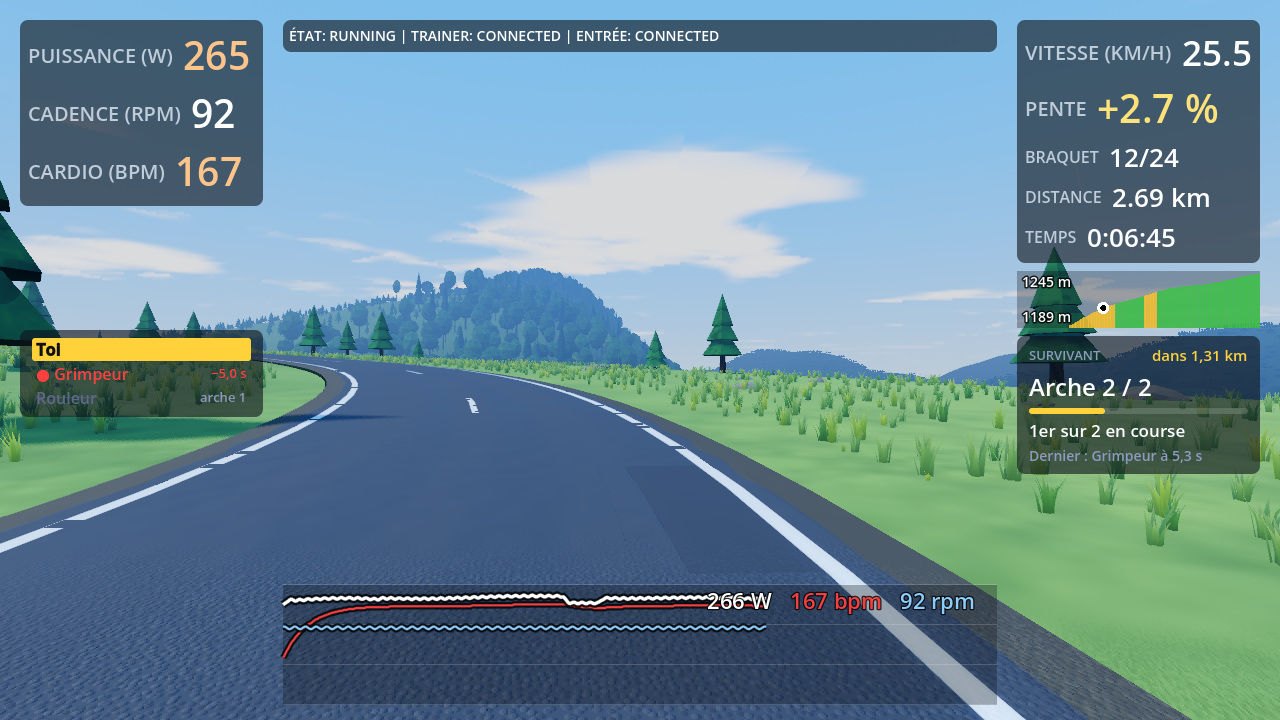 PUISSANCE (W) 265
CADENCE (RPM) 92
CARDIO (BPM) 167
ÉTAT: RUNNING | TRAINER: CONNECTED | ENTRÉE: CONNECTED
VITESSE (KM/H) 25.5
PENTE +2.7 %
BRAQUET 12/24
DISTANCE 2.69 km
TEMPS 0:06:45
1245 m
1189 m
Toi
Grimpeur −5,0 s
Rouleur arche 1
SURVIVANT dans 1,31 km
Arche 2 / 2
1er sur 2 en course
Dernier : Grimpeur à 5,3 s
266 W 167 bpm 92 rpm